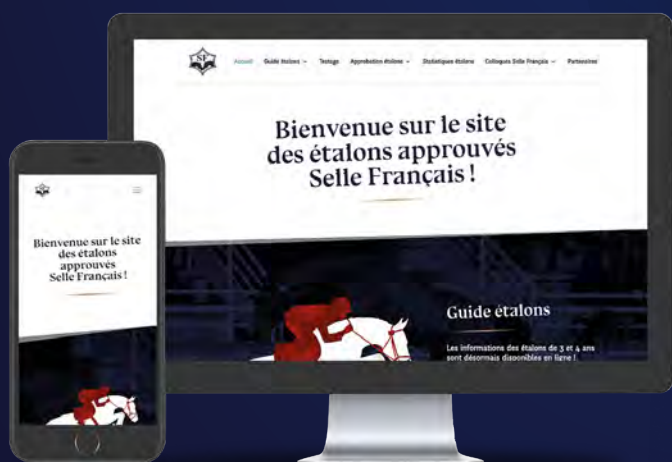 SF
Accueil Guide étalons Testage Approbation étalons Statistiques étalons Colloques Selle Français Partenaires
Bienvenue sur le site
des étalons approuvés
Selle Français !
Guide étalons
Les informations des étalons de 3 et 4 ans
sont désormais disponibles en ligne !
Bienvenue sur le site
des étalons
approuvés
Selle Français !